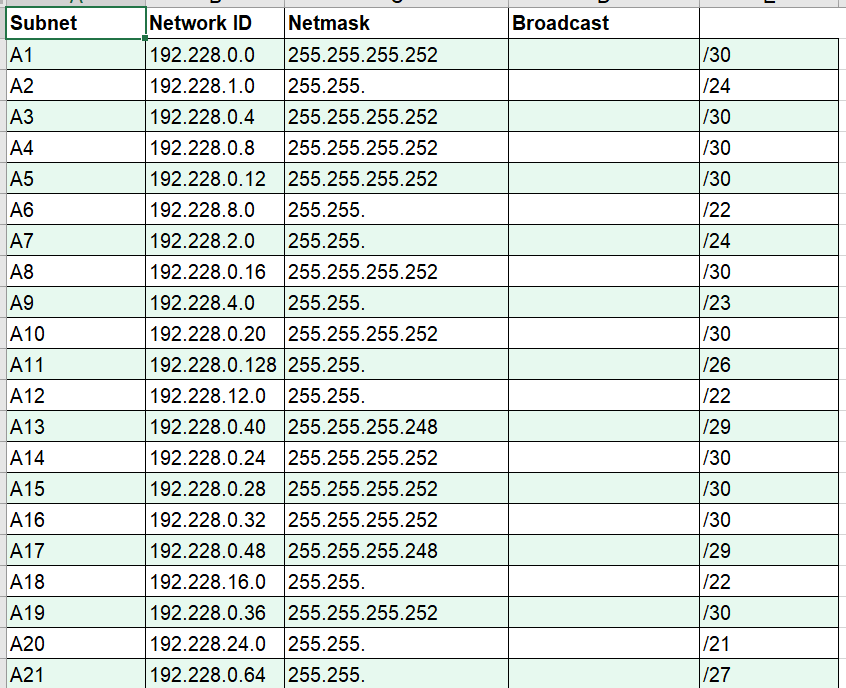 Subnet Network ID Netmask Broadcast
A1 192.228.0.0 255.255.255.252 /30
A2 192.228.1.0 255.255. /24
A3 192.228.0.4 255.255.255.252 /30
A4 192.228.0.8 255.255.255.252 /30
A5 192.228.0.12 255.255.255.252 /30
A6 192.228.8.0 255.255. /22
A7 192.228.2.0 255.255. /24
A8 192.228.0.16 255.255.255.252 /30
A9 192.228.4.0 255.255. /23
A10 192.228.0.20 255.255.255.252 /30
A11 192.228.0.128 255.255. /26
A12 192.228.12.0 255.255. /22
A13 192.228.0.40 255.255.255.248 /29
A14 192.228.0.24 255.255.255.252 /30
A15 192.228.0.28 255.255.255.252 /30
A16 192.228.0.32 255.255.255.252 /30
A17 192.228.0.48 255.255.255.248 /29
A18 192.228.16.0 255.255. /22
A19 192.228.0.36 255.255.255.252 /30
A20 192.228.24.0 255.255. /21
A21 192.228.0.64 255.255. /27